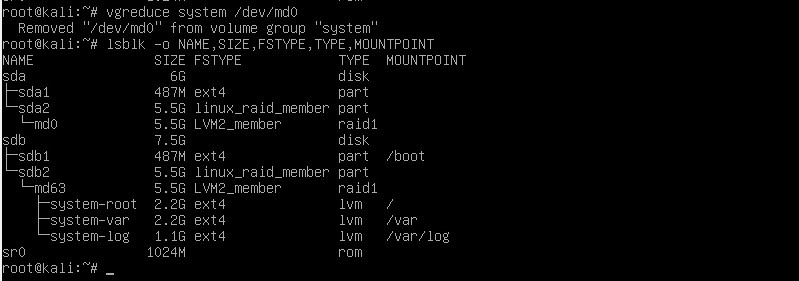 root@kali:~# vgreduce system /dev/md0
  Removed "/dev/md0" from volume group "system"
root@kali:~# lsblk -o NAME,SIZE,FSTYPE,TYPE,MOUNTPOINT
NAME                SIZE FSTYPE            TYPE  MOUNTPOINT
sda                   6G                   disk
├─sda1              487M ext4              part
└─sda2              5.5G linux_raid_member part
  └─md0             5.5G LVM2_member       raid1
sdb                 7.5G                   disk
├─sdb1              487M ext4              part  /boot
└─sdb2              5.5G linux_raid_member part
  └─md63            5.5G LVM2_member       raid1
    ├─system-root   2.2G ext4              lvm   /
    ├─system-var    2.2G ext4              lvm   /var
    └─system-log    1.1G ext4              lvm   /var/log
sr0                1024M                   rom
root@kali:~# _